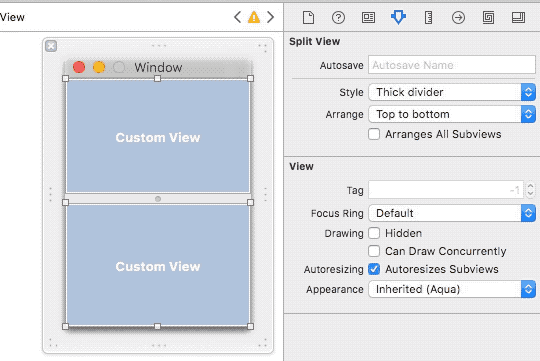 View
Window
Custom View
Custom View
Split View
Autosave Autosave Name
Style Thick divider
Arrange Top to bottom
Arranges All Subviews
View
Tag -1
Focus Ring Default
Drawing Hidden
Can Draw Concurrently
Autoresizing Autoresizes Subviews
Appearance Inherited (Aqua)